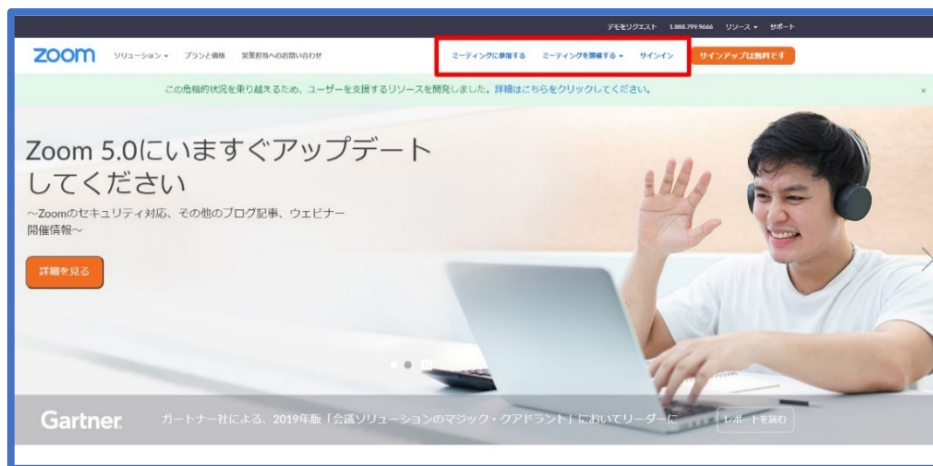 デモをリクエスト 1.888.799.9666 リソース サポート
zoom ソリューション プランと価格 営業担当へのお問い合わせ ミーティングに参加する ミーティングを開催する サインイン サインアップは無料です
この危機的状況を乗り越えるため、ユーザーを支援するリソースを開発しました。詳細はこちらをクリックしてください。 ×
Zoom 5.0にいますぐアップデート
してください
~Zoomのセキュリティ対応、その他のブログ記事、ウェビナー
開催情報~
詳細を見る
Gartner. ガートナー社による、2019年版「会議ソリューションのマジック・クアドラント」においてリーダーに レポートを読む